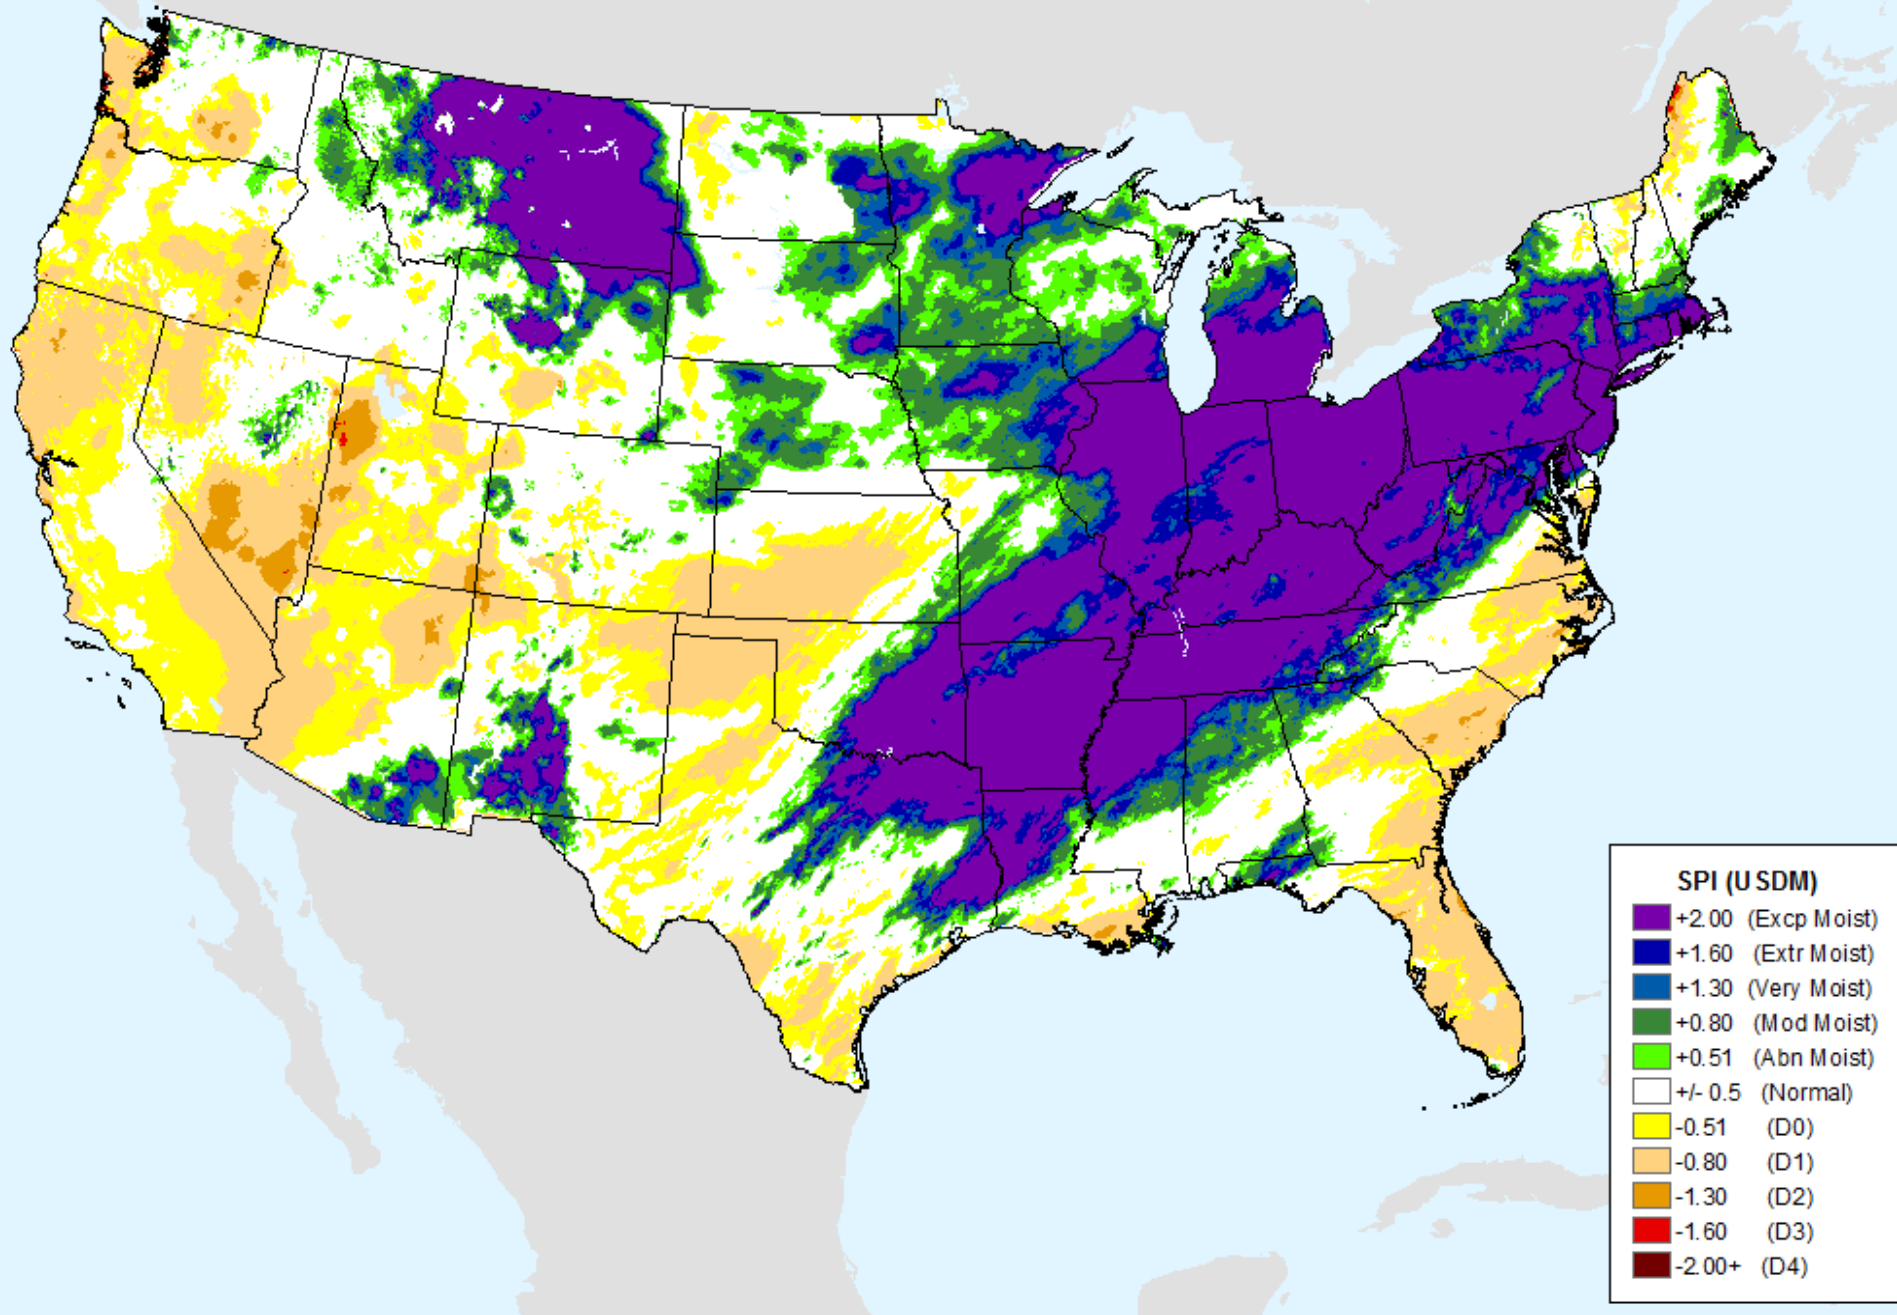 SPI (USDM)
+2.00 (Excp Moist)
+1.60 (Extr Moist)
+1.30 (Very Moist)
+0.80 (Mod Moist)
+0.51 (Abn Moist)
+/- 0.5 (Normal)
-0.51 (D0)
-0.80 (D1)
-1.30 (D2)
-1.60 (D3)
-2.00+ (D4)